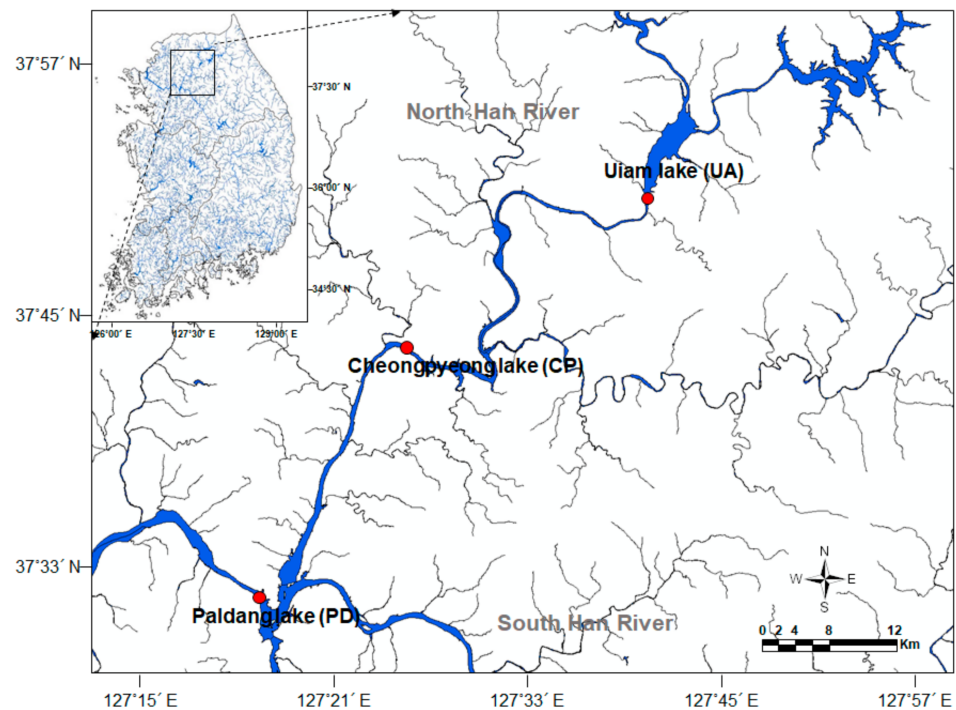 37°57´ N
37°30´ N
North Han River
Uiam lake (UA)
36°00´ N
34°30´ N
37°45´ N
126°00´ E
127°30´ E
129°00´ E
Cheongpyeong lake (CP)
37°33´ N
N
W
E
S
Paldang lake (PD)
South Han River
0 2 4 8 12
Km
127°15´ E
127°21´ E
127°33´ E
127°45´ E
127°57´ E